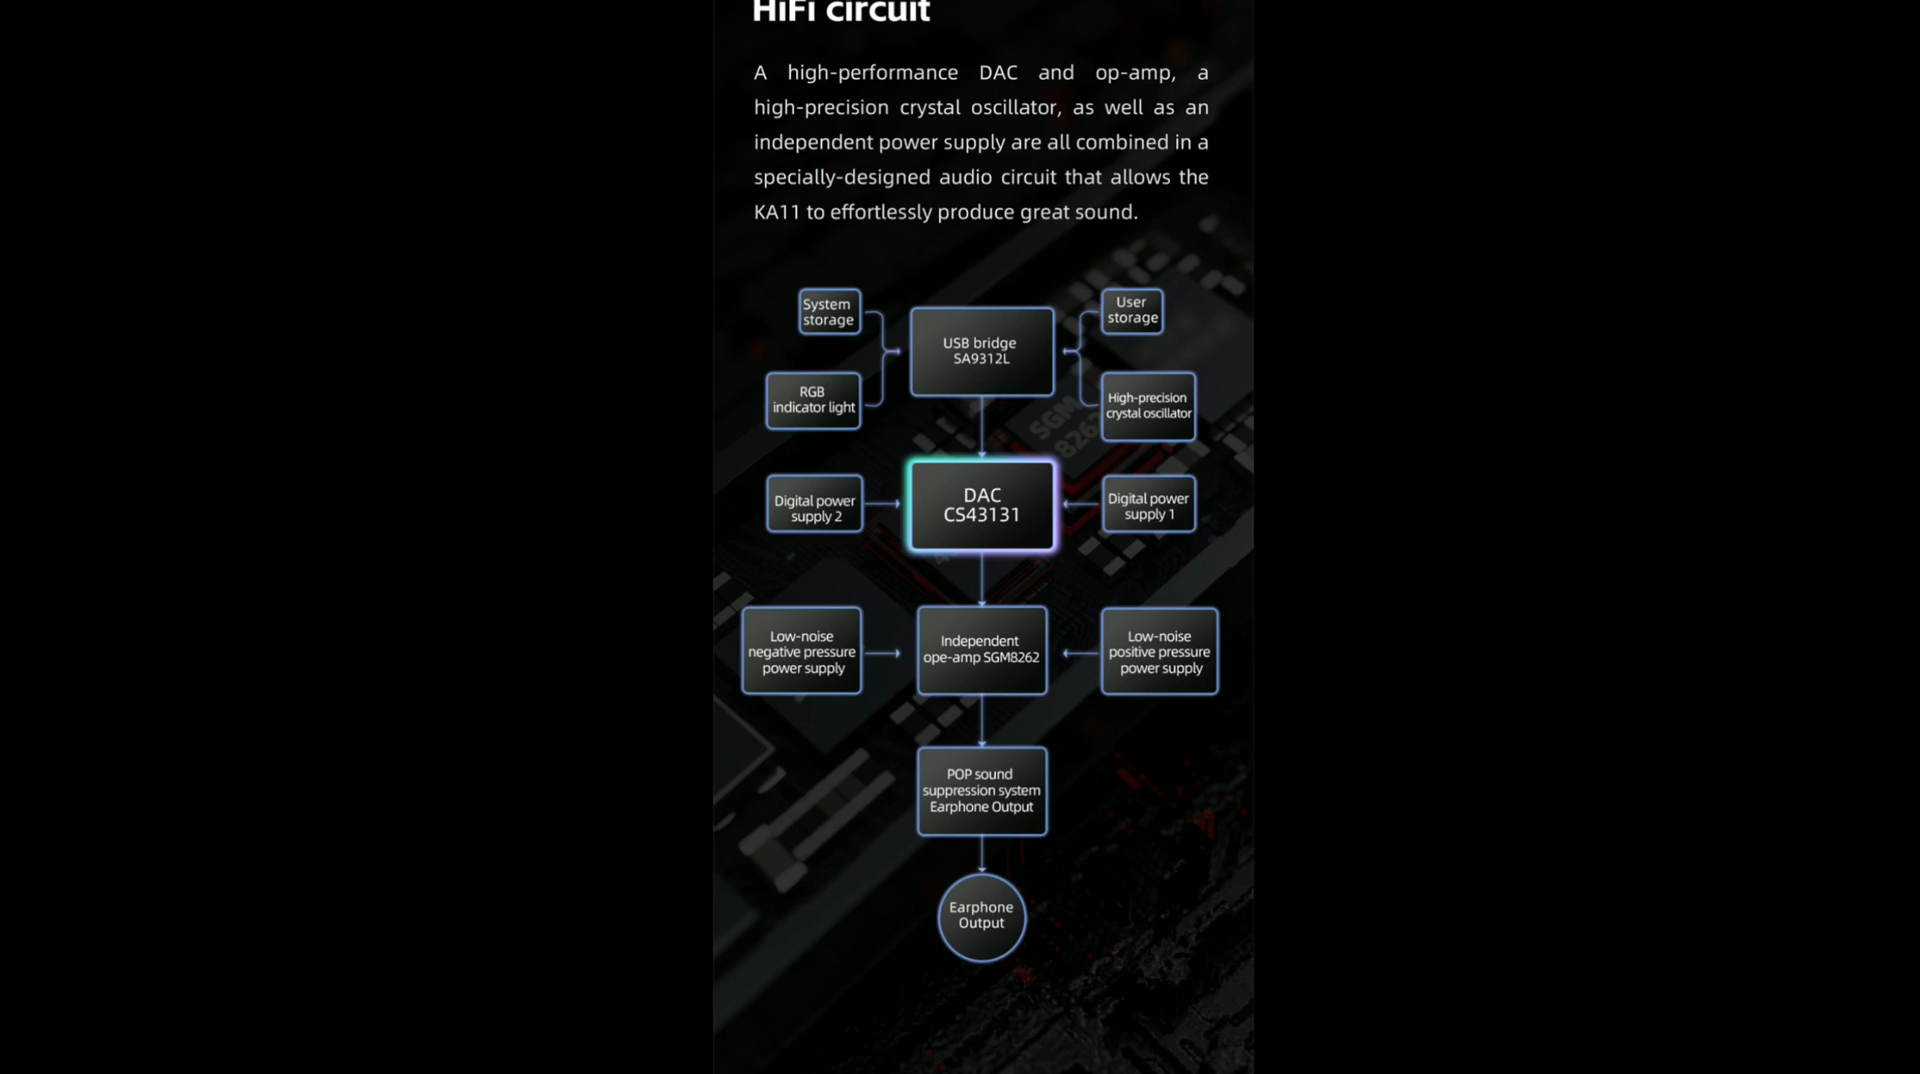 HiFi circuit
A high-performance DAC and op-amp, a
high-precision crystal oscillator, as well as an
independent power supply are all combined in a
specially-designed audio circuit that allows the
KA11 to effortlessly produce great sound.
System
storage
USB bridge
SA9312L
User
storage
RGB
indicator light
High-precision
crystal oscillator
SGM
8262
Digital power
supply 2
DAC
CS43131
Digital power
supply 1
Low-noise
negative pressure
power supply
Independent
ope-amp SGM8262
Low-noise
positive pressure
power supply
POP sound
suppression system
Earphone Output
Earphone
Output